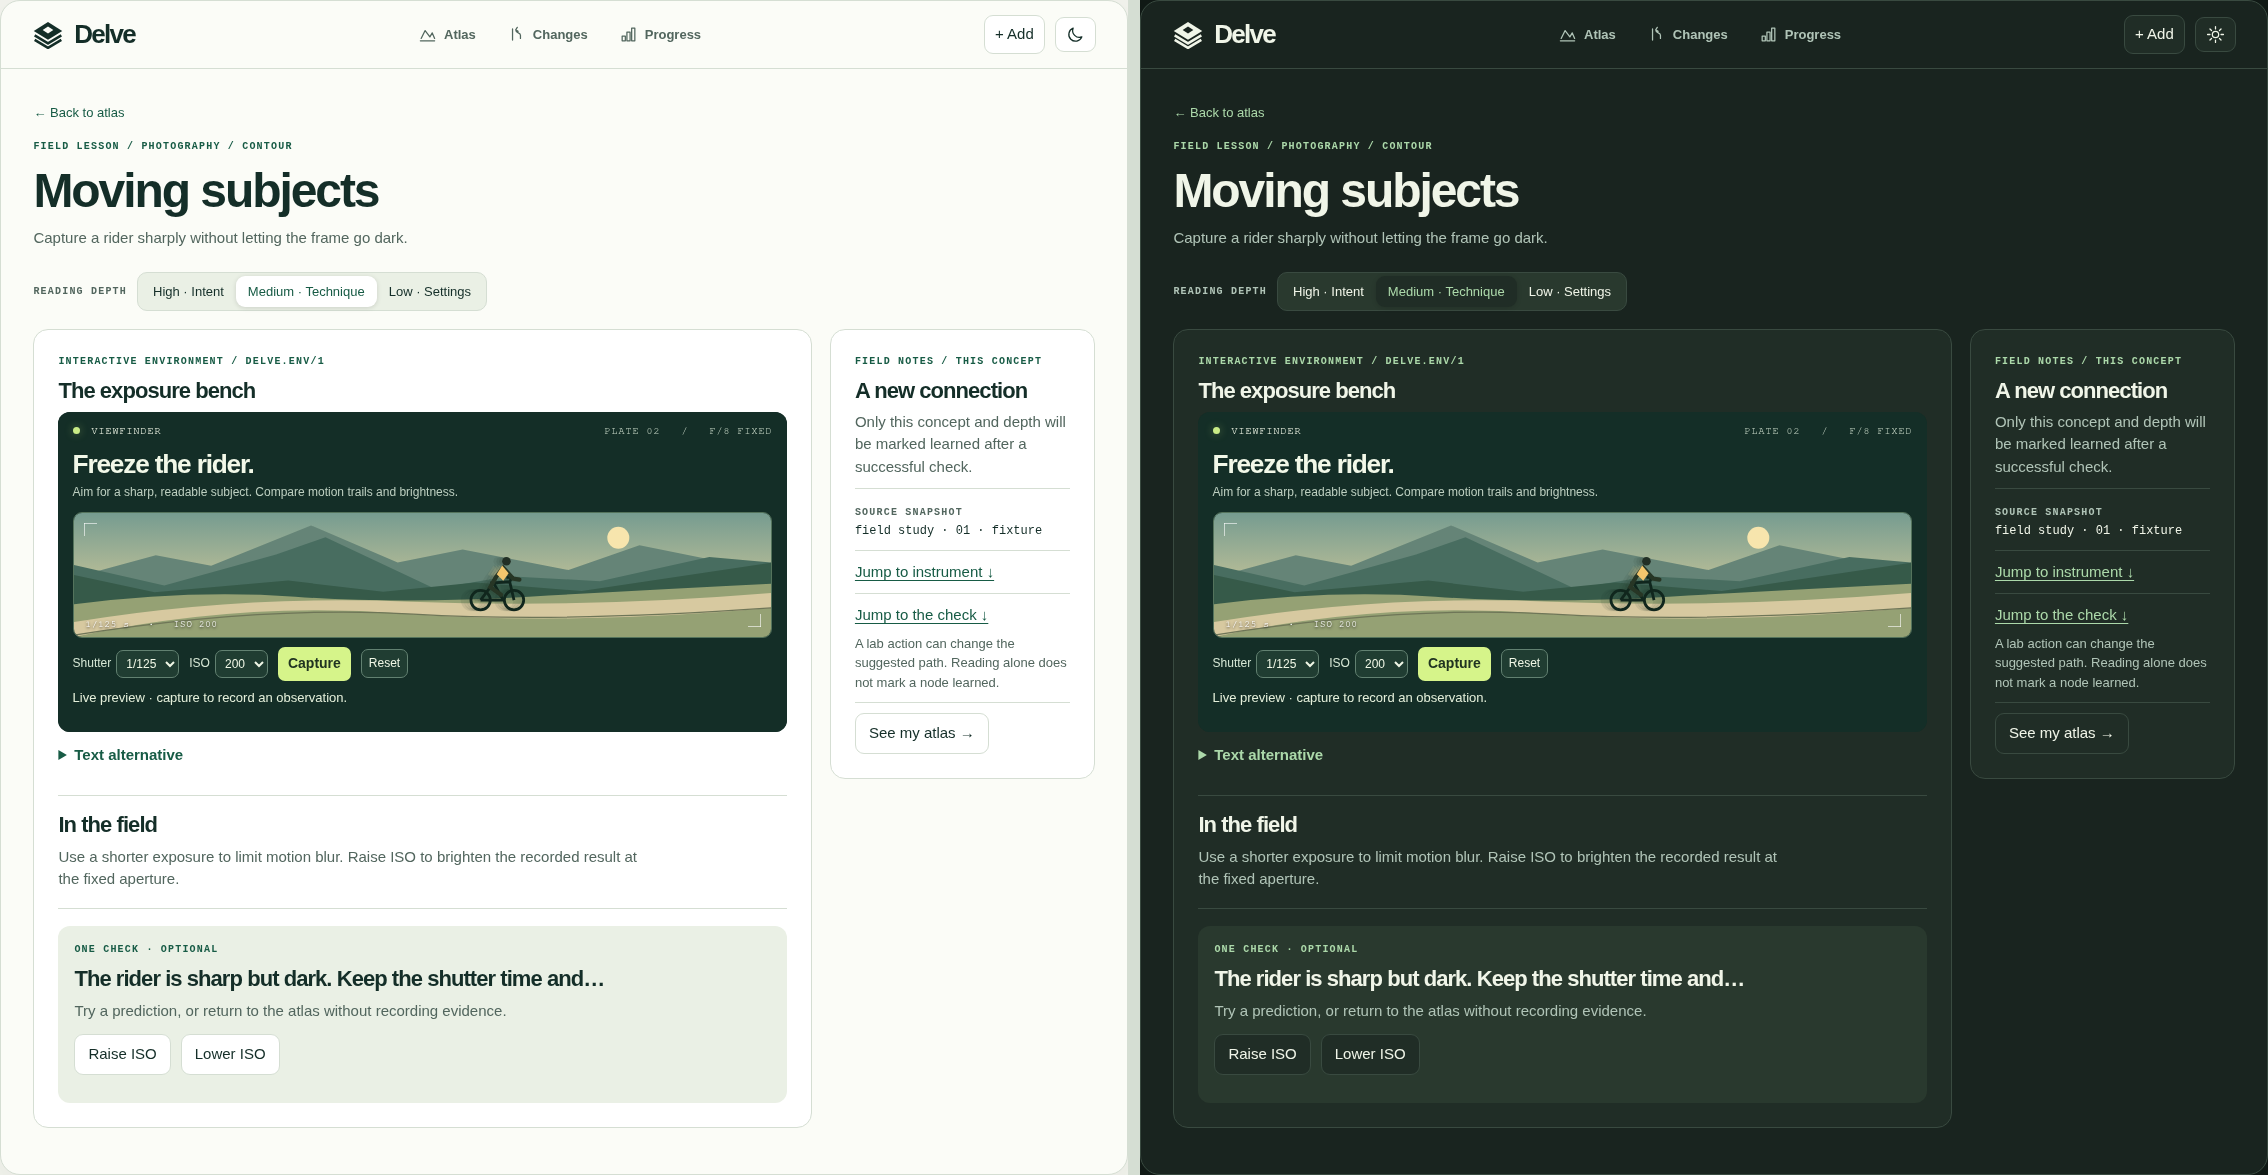 Delve
Atlas
Changes
Progress
+ Add
← Back to atlas
FIELD LESSON / PHOTOGRAPHY / CONTOUR
Moving subjects
Capture a rider sharply without letting the frame go dark.
READING DEPTH
High · Intent
Medium · Technique
Low · Settings
INTERACTIVE ENVIRONMENT / DELVE.ENV/1
The exposure bench
VIEWFINDER
PLATE 02 / F/8 FIXED
Freeze the rider.
Aim for a sharp, readable subject. Compare motion trails and brightness.
1/125 s · ISO 200
Shutter 1/125 ISO 200 Capture Reset
Live preview · capture to record an observation.
Text alternative
In the field
Use a shorter exposure to limit motion blur. Raise ISO to brighten the recorded result at
the fixed aperture.
ONE CHECK · OPTIONAL
The rider is sharp but dark. Keep the shutter time and…
Try a prediction, or return to the atlas without recording evidence.
Raise ISO
Lower ISO
FIELD NOTES / THIS CONCEPT
A new connection
Only this concept and depth will
be marked learned after a
successful check.
SOURCE SNAPSHOT
field study · 01 · fixture
Jump to instrument ↓
Jump to the check ↓
A lab action can change the
suggested path. Reading alone does
not mark a node learned.
See my atlas →
Delve
Atlas
Changes
Progress
+ Add
← Back to atlas
FIELD LESSON / PHOTOGRAPHY / CONTOUR
Moving subjects
Capture a rider sharply without letting the frame go dark.
READING DEPTH
High · Intent
Medium · Technique
Low · Settings
INTERACTIVE ENVIRONMENT / DELVE.ENV/1
The exposure bench
VIEWFINDER
PLATE 02 / F/8 FIXED
Freeze the rider.
Aim for a sharp, readable subject. Compare motion trails and brightness.
1/125 s · ISO 200
Shutter 1/125 ISO 200 Capture Reset
Live preview · capture to record an observation.
Text alternative
In the field
Use a shorter exposure to limit motion blur. Raise ISO to brighten the recorded result at
the fixed aperture.
ONE CHECK · OPTIONAL
The rider is sharp but dark. Keep the shutter time and…
Try a prediction, or return to the atlas without recording evidence.
Raise ISO
Lower ISO
FIELD NOTES / THIS CONCEPT
A new connection
Only this concept and depth will
be marked learned after a
successful check.
SOURCE SNAPSHOT
field study · 01 · fixture
Jump to instrument ↓
Jump to the check ↓
A lab action can change the
suggested path. Reading alone does
not mark a node learned.
See my atlas →